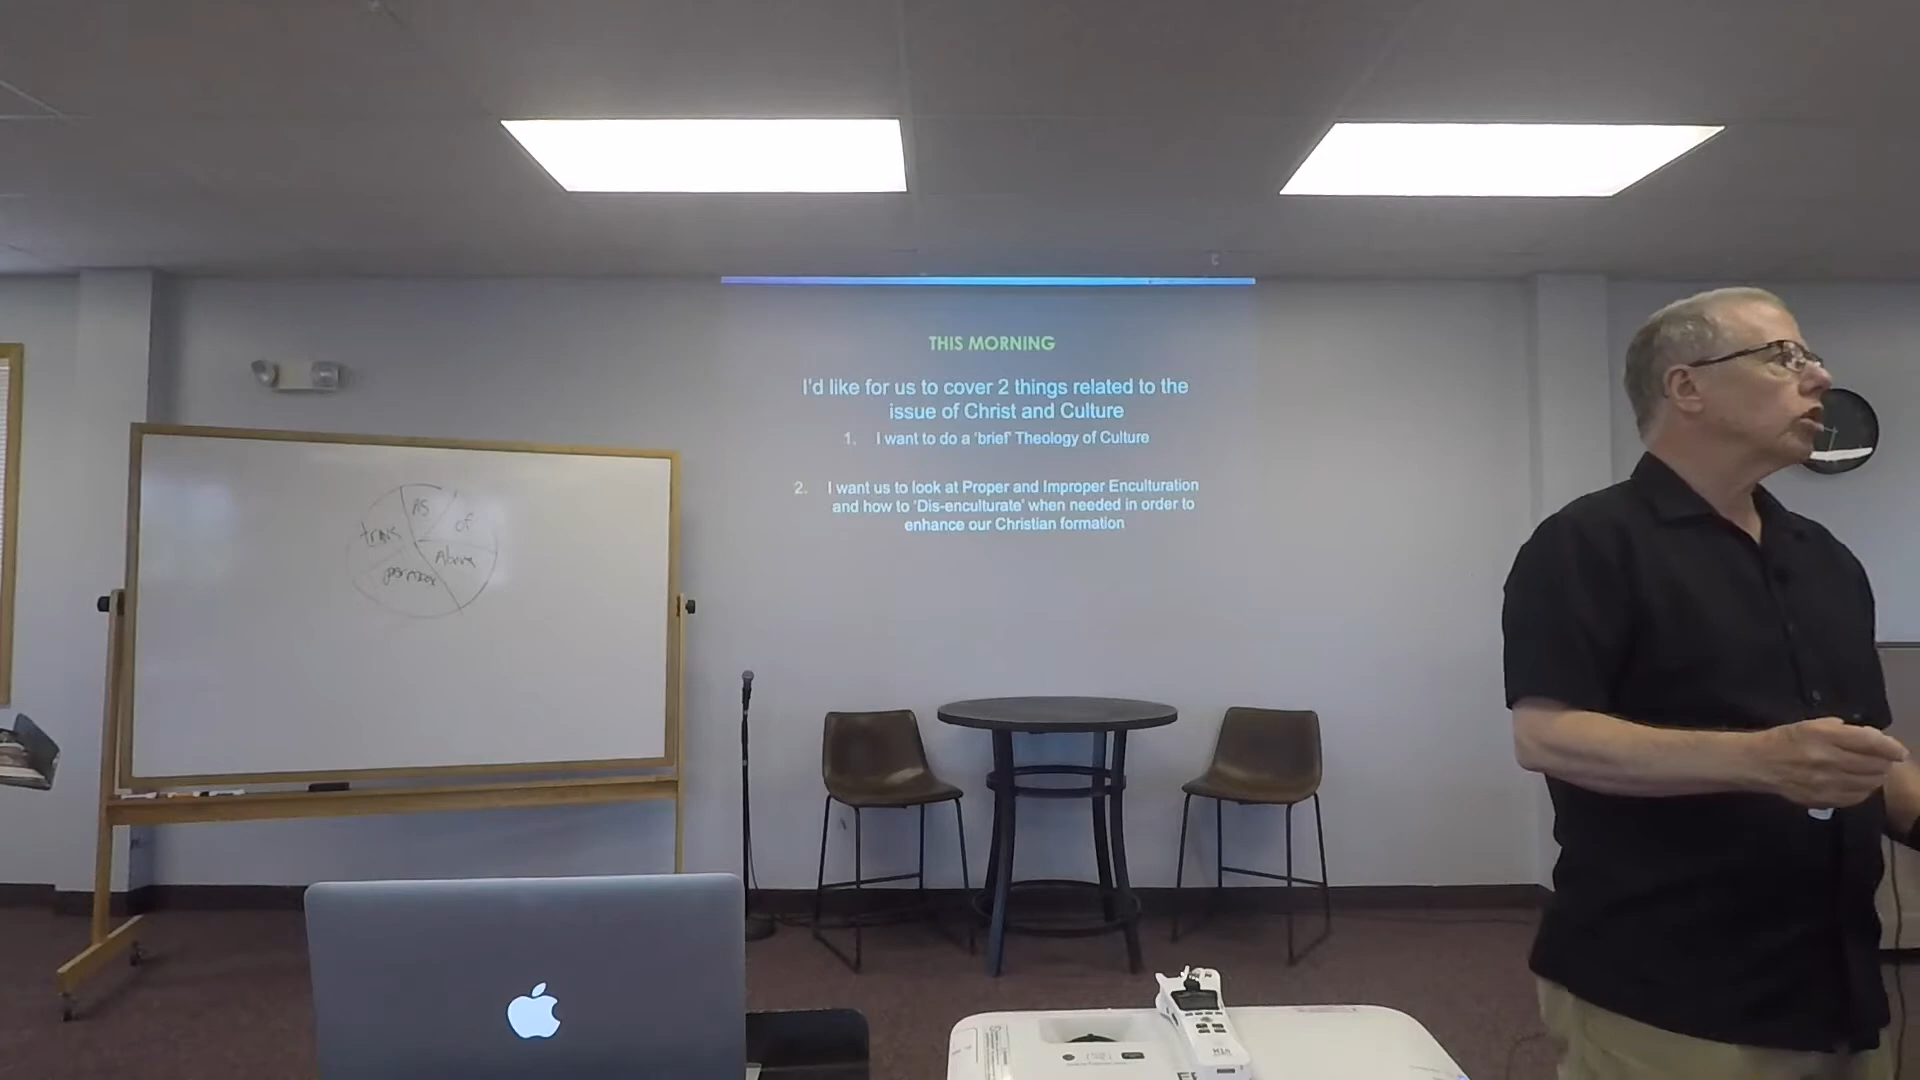 THIS MORNING
I'd like for us to cover 2 things related to the
issue of Christ and Culture
1. I want to do a 'brief' Theology of Culture
2. I want us to look at Proper and Improper Enculturation
and how to 'Dis-enculturate' when needed in order to
enhance our Christian formation
AS
of
trans
Above